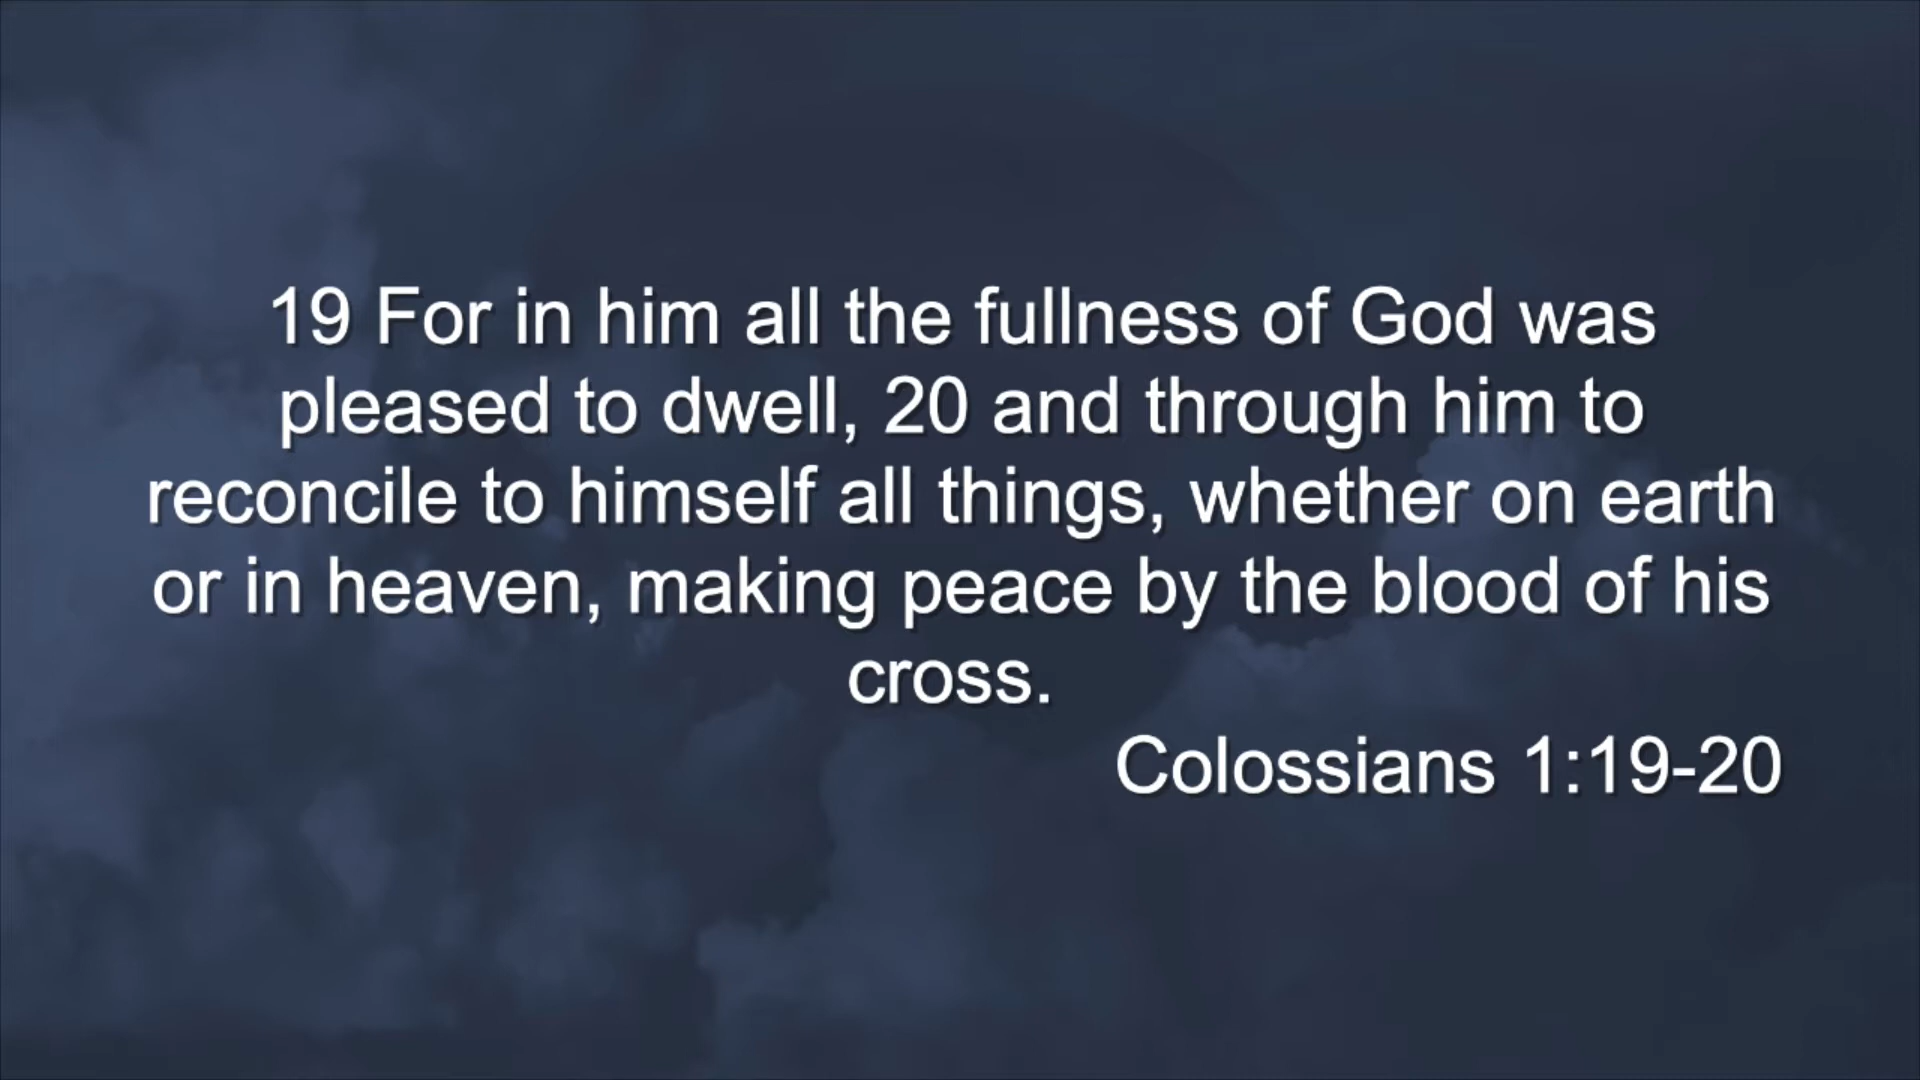 19 For in him all the fullness of God was
pleased to dwell, 20 and through him to
reconcile to himself all things, whether on earth
or in heaven, making peace by the blood of his
cross.
Colossians 1:19-20